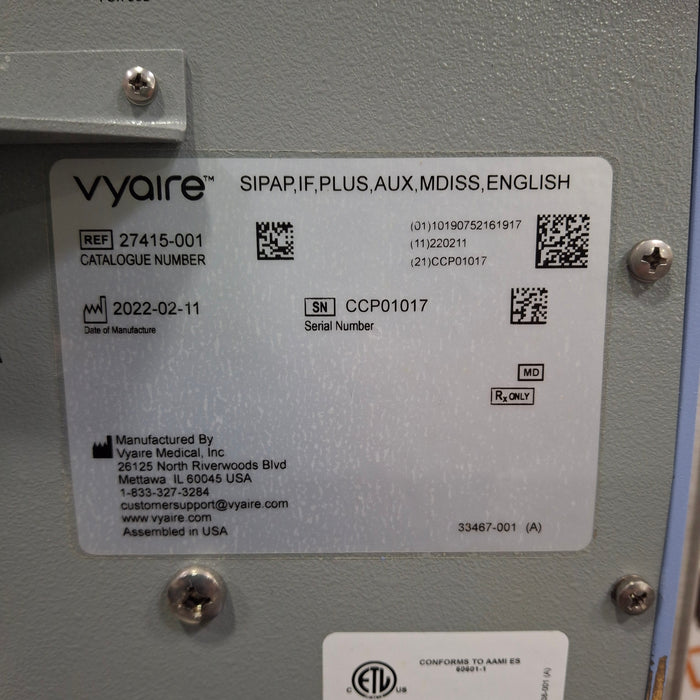 vyaire™ SIPAP,IF,PLUS,AUX,MDISS,ENGLISH
REF 27415-001
CATALOGUE NUMBER
(01)10190752161917
(11)220211
(21)CCP01017
2022-02-11
Date of Manufacture
SN CCP01017
Serial Number
MD
Rx ONLY
Manufactured By
Vyaire Medical, Inc
26125 North Riverwoods Blvd
Mettawa IL 60045 USA
1-833-327-3284
customersupport@vyaire.com
www.vyaire.com
Assembled in USA
33467-001 (A)
CONFORMS TO AAMI ES
60601-1
C ETL US